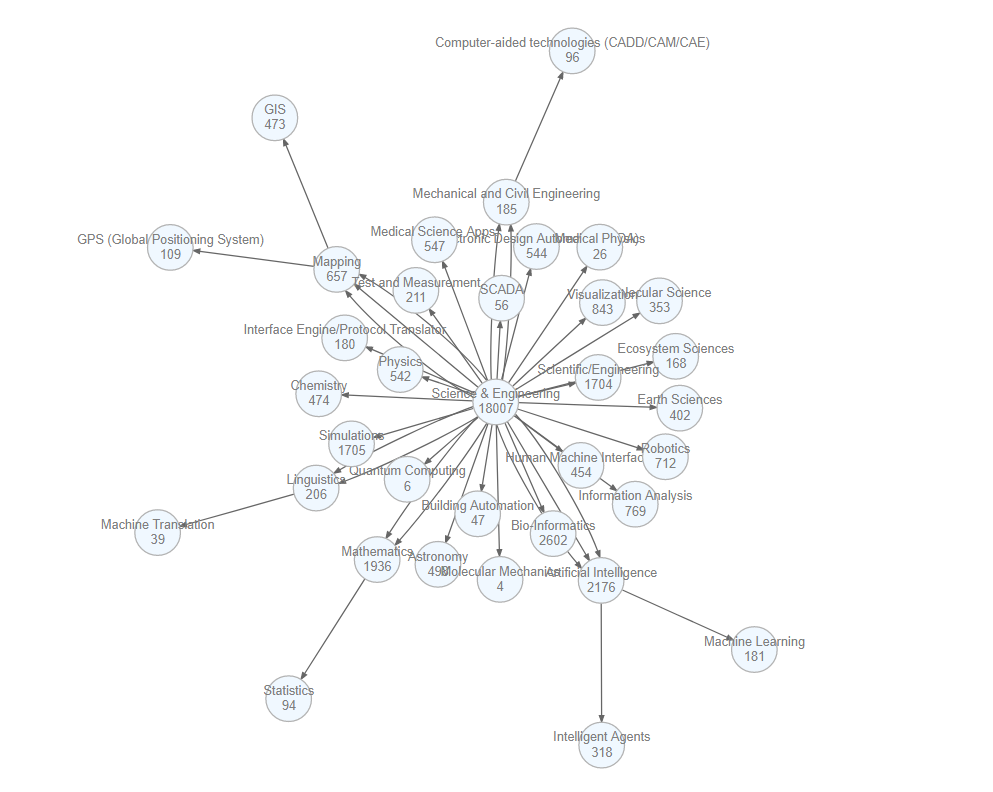 Computer-aided technologies (CADD/CAM/CAE)
96
GIS
473
Mechanical and Civil Engineering
185
GPS (Global Positioning System)
109
Medical Science Apps.
547
544
Medical Physics
26
Mapping
657
Test and Measurement
211
SCADA
56
Visualization
843
353
Interface Engine/Protocol Translator
180
Physics
542
Ecosystem Sciences
168
Scientific/Engineering
1704
Chemistry
474
Science & Engineering
18007
Earth Sciences
402
Simulations
1705
Human Machine
454
Robotics
712
Linguistics
206
Quantum Computing
6
Information Analysis
769
Building Automation
47
Machine Translation
39
Bio-Informatics
2602
Mathematics
1936
Astronomy
Molecular Mechanics
4
Artificial Intelligence
2176
Machine Learning
181
Statistics
94
Intelligent Agents
318